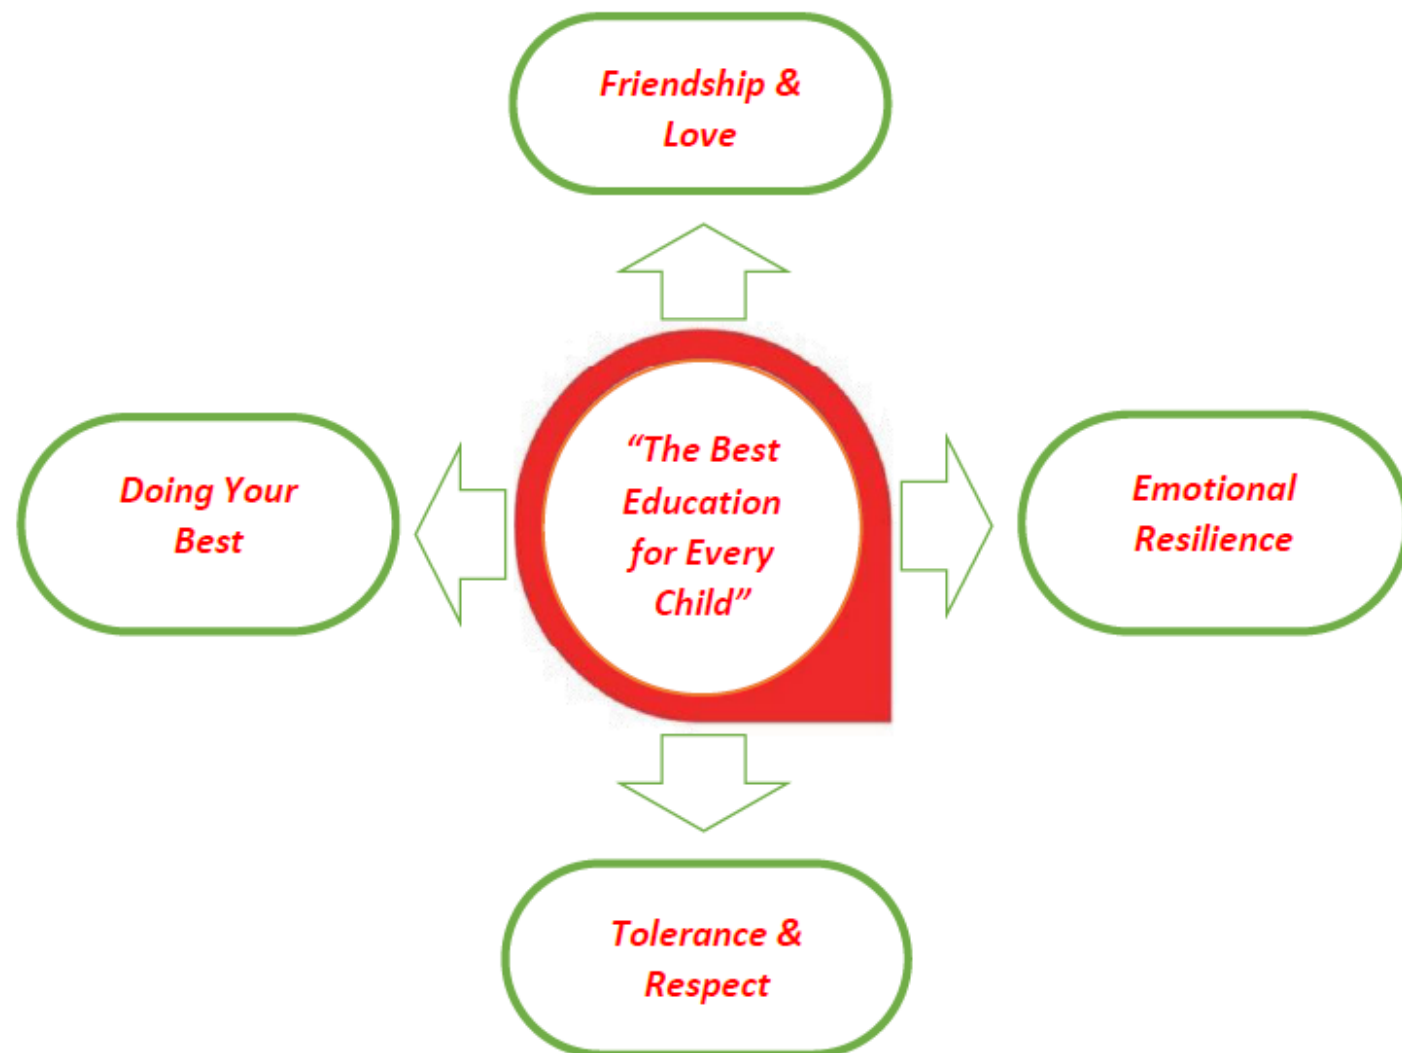 Friendship &
Love
Doing Your
Best
“The Best
Education
for Every
Child”
Emotional
Resilience
Tolerance &
Respect